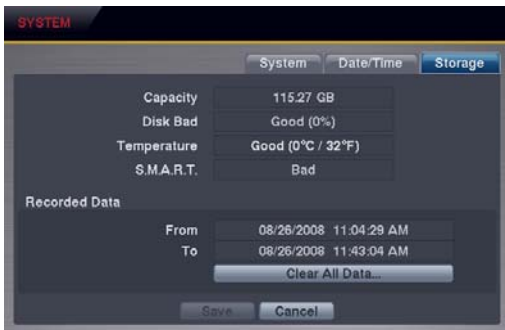 SYSTEM
System Date/Time Storage
Capacity 115.27 GB
Disk Bad Good (0%)
Temperature Good (0°C / 32°F)
S.M.A.R.T. Bad
Recorded Data
From 08/26/2008 11:04:29 AM
To 08/26/2008 11:43:04 AM
Clear All Data...
Save Cancel